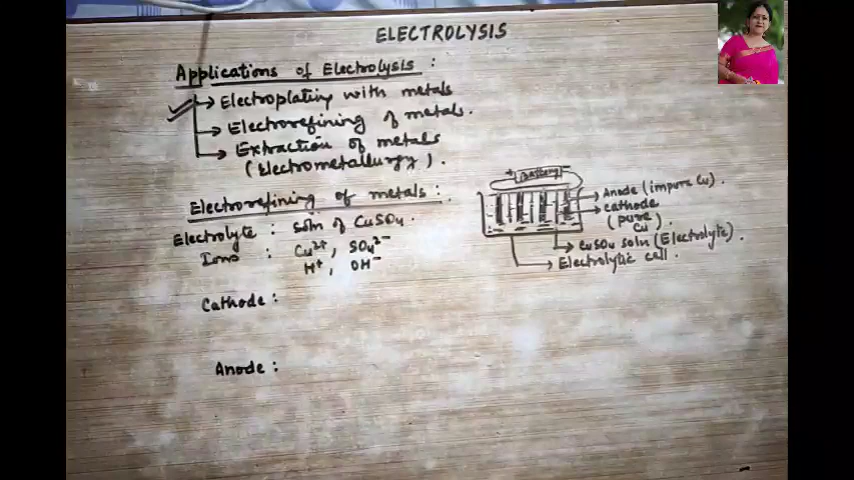 ELECTROLYSIS
Applications of Electrolysis :
Electroplating with metals
Electrorefining of metals.
Extraction of metals
(Electrometallurgy).
Electrorefining of metals :
Electrolyte : soln of CuSO₄.
Ions : Cu²⁺, SO₄²⁻
H⁺, OH⁻
Cathode :
Anode :
+ Battery −
Anode (impure Cu).
cathode
(pure
Cu).
CuSO₄ soln (Electrolyte).
Electrolytic cell.